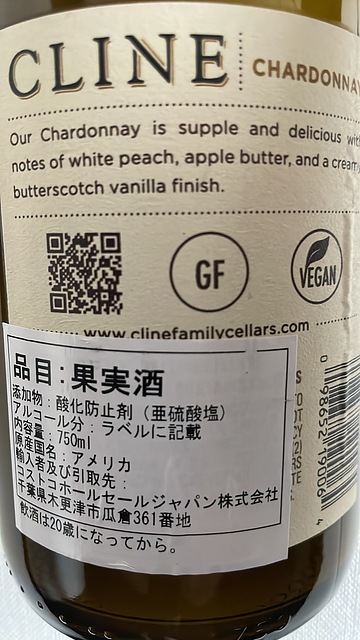 CLINE
CHARDONNAY
Our Chardonnay is supple and delicious with
notes of white peach, apple butter, and a creamy
butterscotch vanilla finish.
GF
VEGAN
www.clinefamilycellars.com
品目:果実酒
添加物:酸化防止剤(亜硫酸塩)
アルコール分:ラベルに記載
内容量:750ml
原産国名:アメリカ
輸入者及び引取先:
コストコホールセールジャパン株式会社
千葉県木更津市瓜倉361番地
飲酒は20歳になってから。
0 98652 19006 4